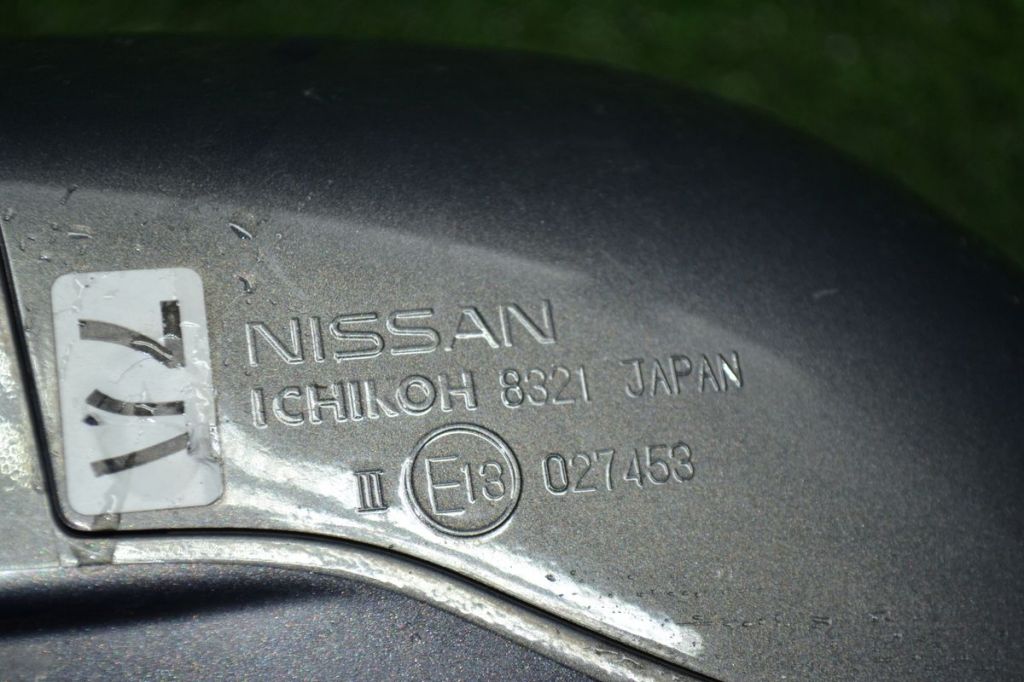 NISSAN
ICHIKOH 8321 JAPAN
III E13 027453